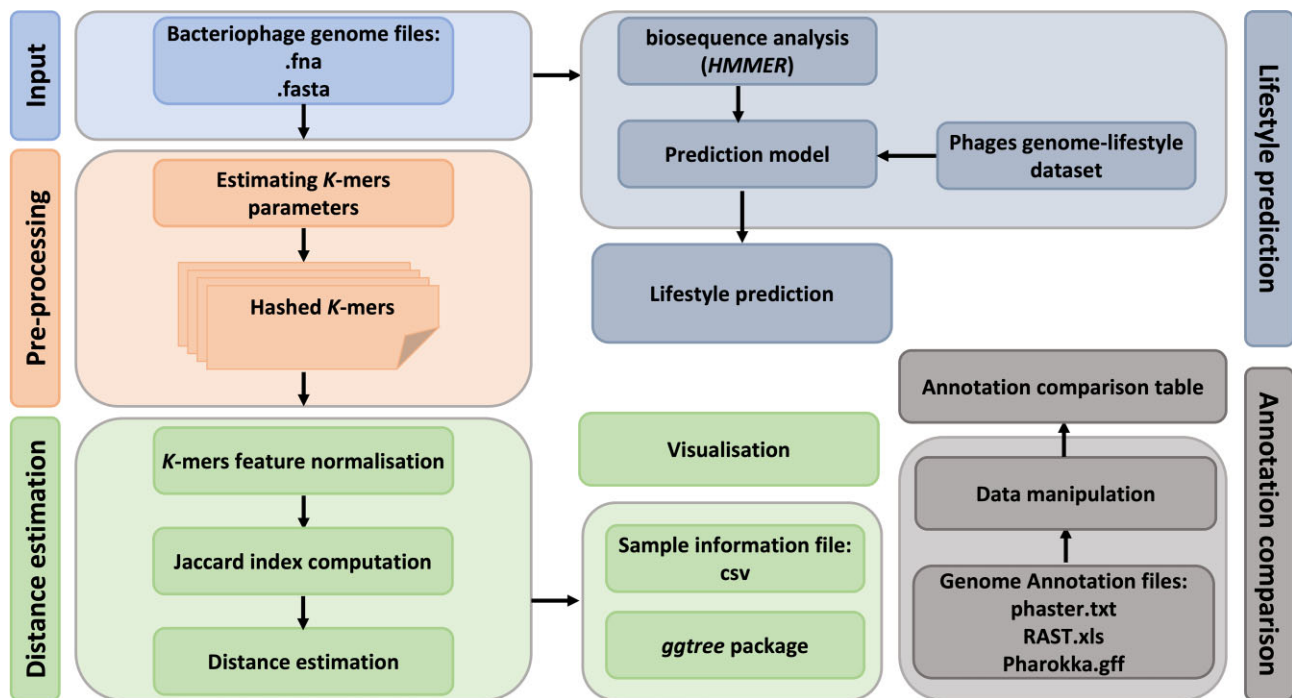 Input
Bacteriophage genome files:
.fna
.fasta
Pre-processing
Estimating K-mers
parameters
Hashed K-mers
Distance estimation
K-mers feature normalisation
Jaccard index computation
Distance estimation
Visualisation
Sample information file:
csv
ggtree package
biosequence analysis
(HMMER)
Prediction model
Phages genome-lifestyle
dataset
Lifestyle prediction
Lifestyle prediction
Annotation comparison table
Data manipulation
Genome Annotation files:
phaster.txt
RAST.xls
Pharokka.gff
Annotation comparison